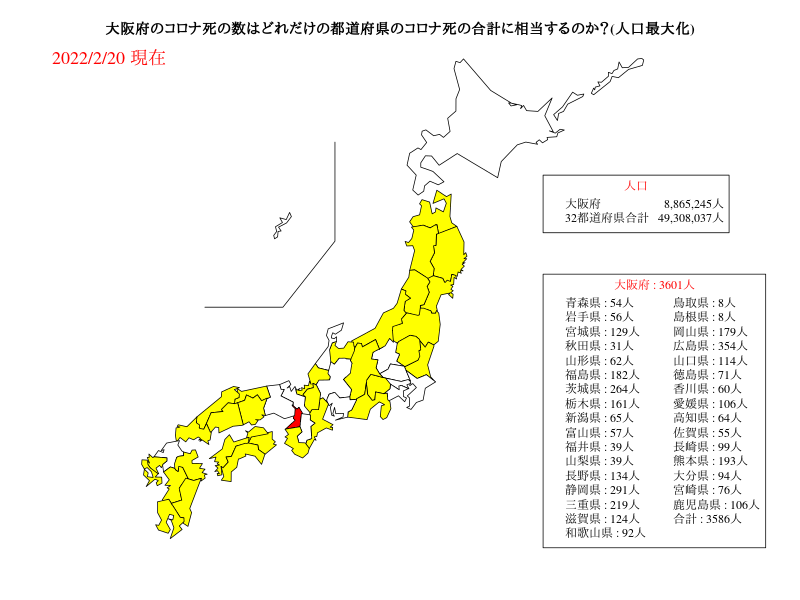 大阪府のコロナ死の数はどれだけの都道府県のコロナ死の合計に相当するのか?(人口最大化)
2022/2/20 現在
人口
大阪府 8,865,245人
32都道府県合計 49,308,037人
大阪府 : 3601人
青森県 : 54人 鳥取県 : 8人
岩手県 : 56人 島根県 : 8人
宮城県 : 129人 岡山県 : 179人
秋田県 : 31人 広島県 : 354人
山形県 : 62人 山口県 : 114人
福島県 : 182人 徳島県 : 71人
茨城県 : 264人 香川県 : 60人
栃木県 : 161人 愛媛県 : 106人
新潟県 : 65人 高知県 : 64人
富山県 : 57人 佐賀県 : 55人
福井県 : 39人 長崎県 : 99人
山梨県 : 39人 熊本県 : 193人
長野県 : 134人 大分県 : 94人
静岡県 : 291人 宮崎県 : 76人
三重県 : 219人 鹿児島県 : 106人
滋賀県 : 124人 合計 : 3586人
和歌山県 : 92人